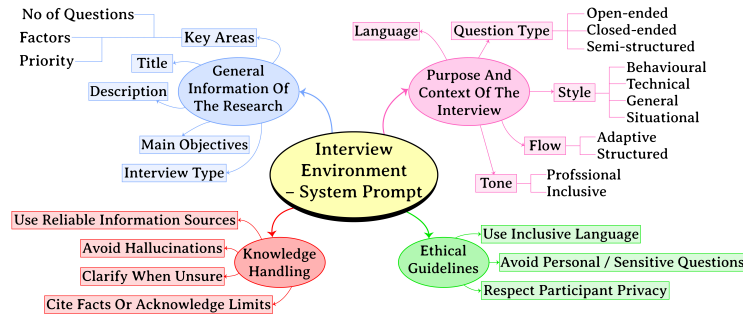 No of Questions
Factors
Priority
Key Areas
Title
Description
Main Objectives
Interview Type
General
Information Of
The Research
Language
Question Type
Open-ended
Closed-ended
Semi-structured
Purpose And
Context Of The
Interview
Style
Behavioural
Technical
General
Situational
Flow
Adaptive
Structured
Tone
Profssional
Inclusive
Interview
Environment
– System Prompt
Use Reliable Information Sources
Avoid Hallucinations
Clarify When Unsure
Cite Facts Or Acknowledge Limits
Knowledge
Handling
Ethical
Guidelines
Use Inclusive Language
Avoid Personal / Sensitive Questions
Respect Participant Privacy